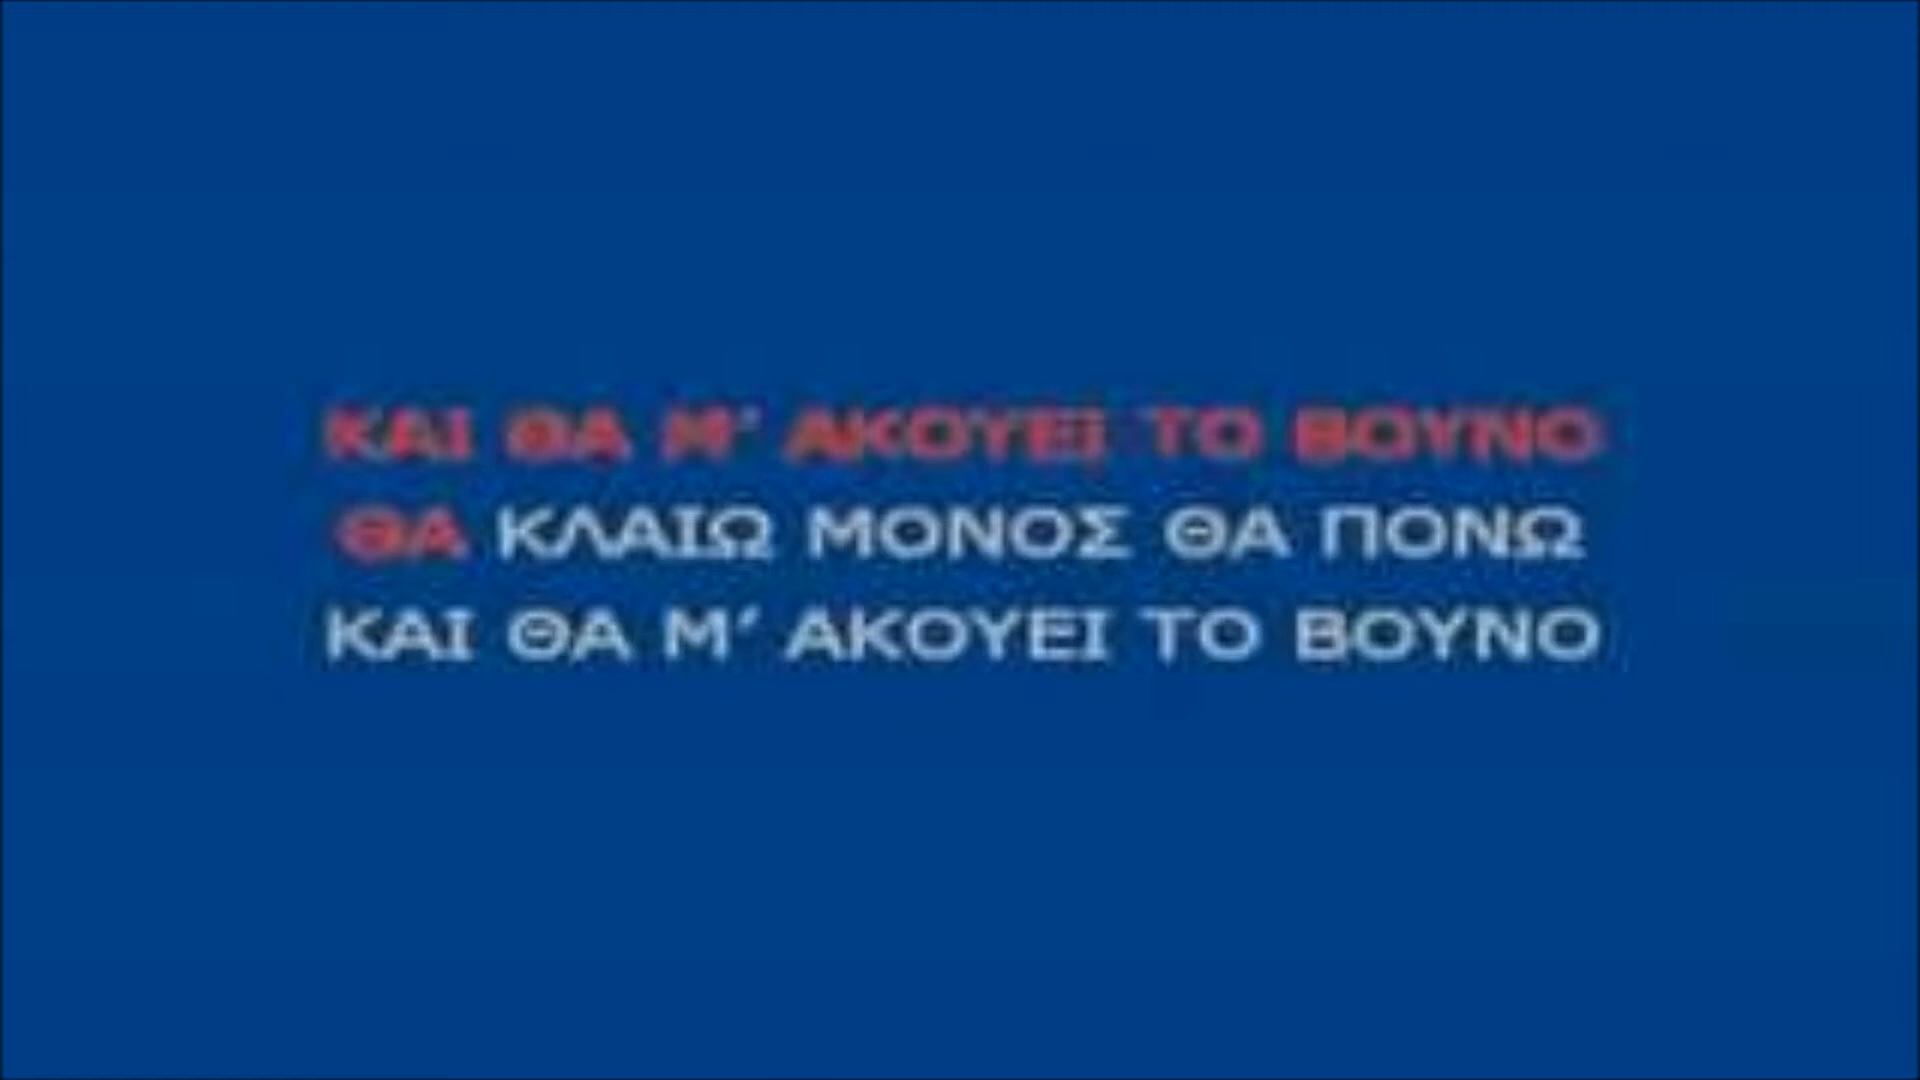 ΚΑΙ ΘΑ Μ' ΑΚΟΥΕΙ ΤΟ ΒΟΥΝΟ
ΘΑ ΚΛΑΙΩ ΜΟΝΟΣ ΘΑ ΠΟΝΩ
ΚΑΙ ΘΑ Μ' ΑΚΟΥΕΙ ΤΟ ΒΟΥΝΟ